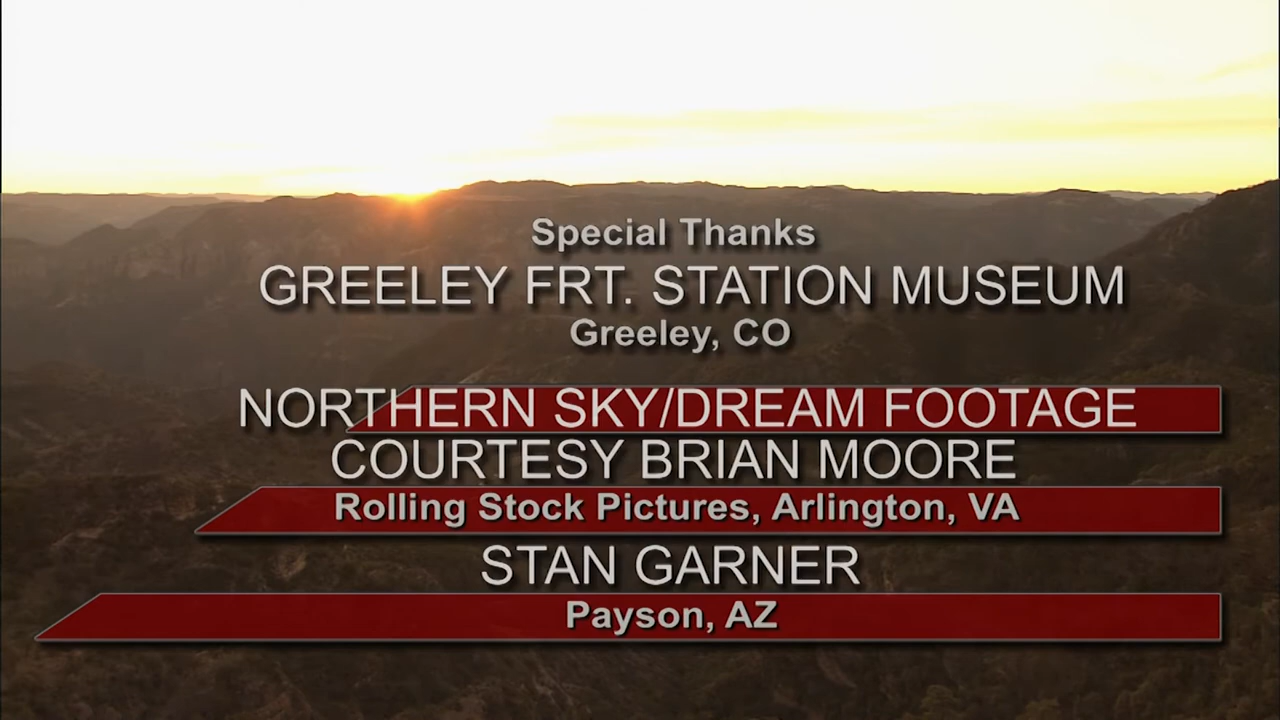 Special Thanks
GREELEY FRT. STATION MUSEUM
Greeley, CO
NORTHERN SKY/DREAM FOOTAGE
COURTESY BRIAN MOORE
Rolling Stock Pictures, Arlington, VA
STAN GARNER
Payson, AZ